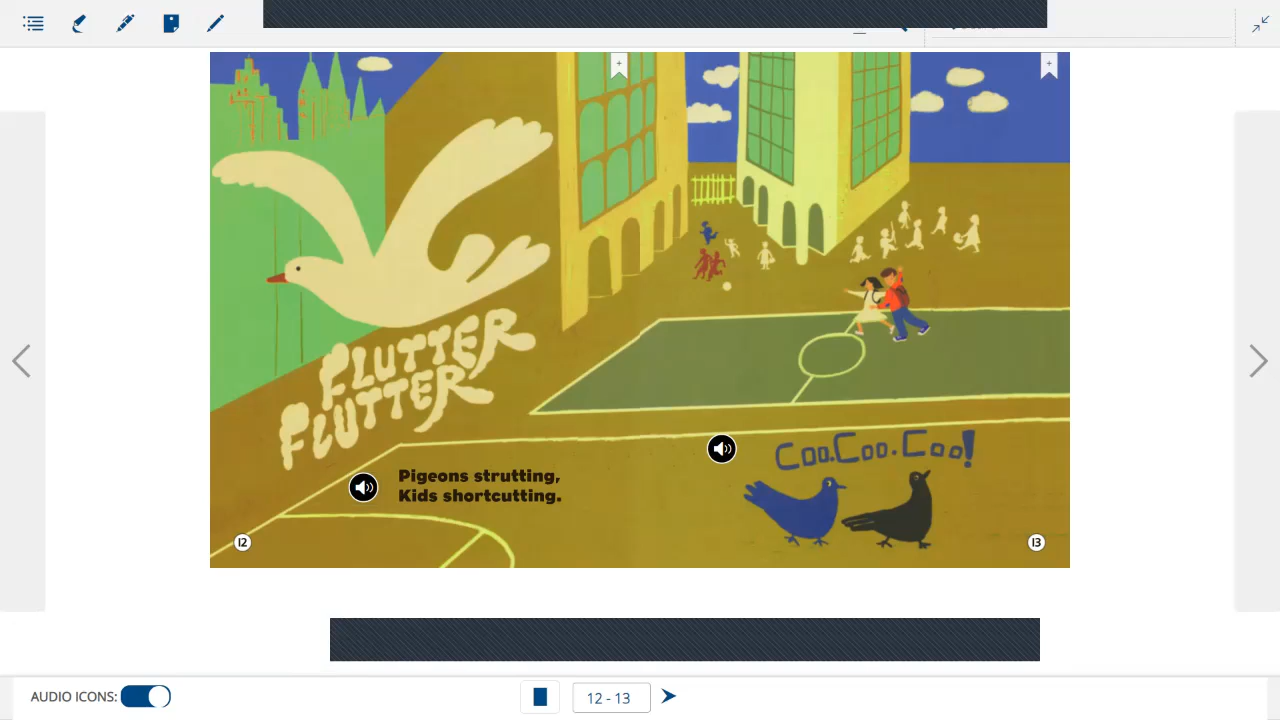 FLUTTER
FLUTTER
Pigeons strutting,
Kids shortcutting.
Coo.Coo.Coo!
12
13
AUDIO ICONS:
12 - 13